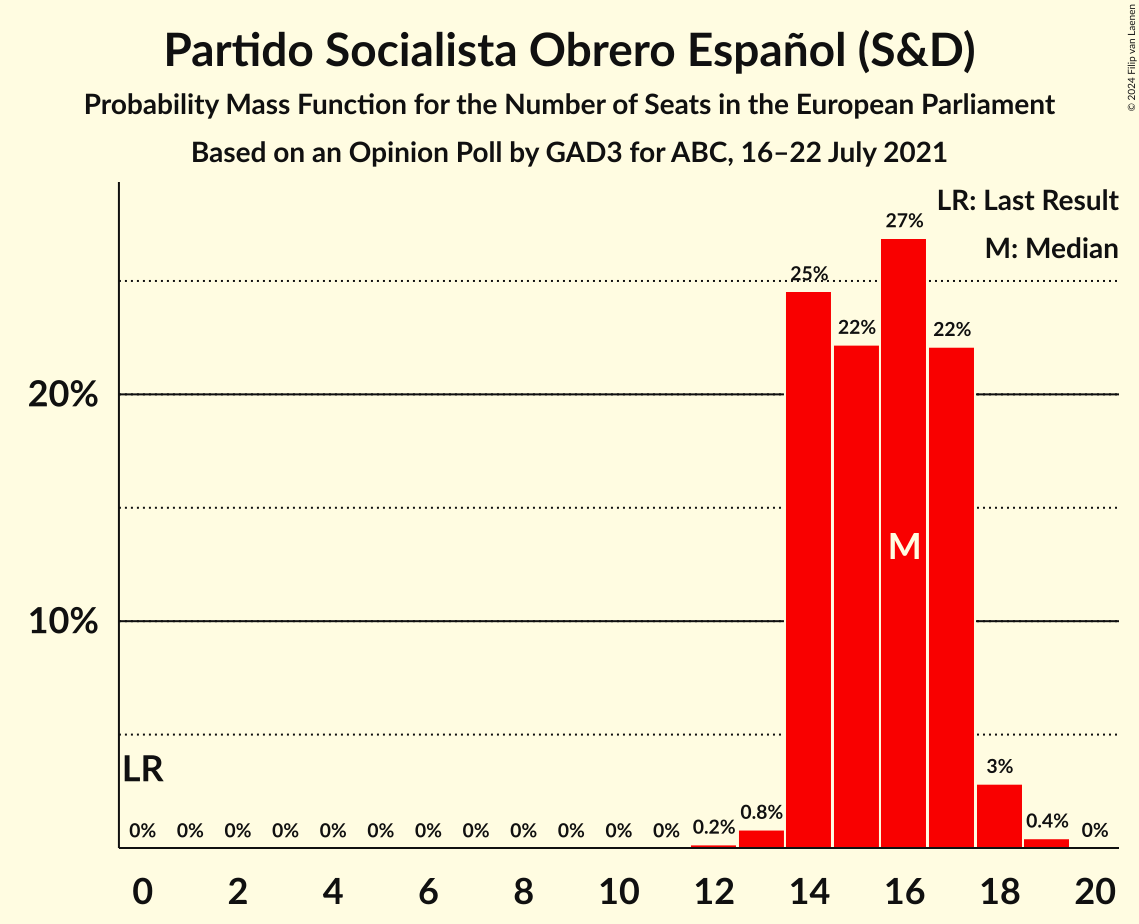 Partido Socialista Obrero Español (S&D)
Probability Mass Function for the Number of Seats in the European Parliament
Based on an Opinion Poll by GAD3 for ABC, 16–22 July 2021
© 2024 Filip van Laenen
LR: Last Result
M: Median
27%
25%
22%
22%
20%
M
10%
LR
3%
0% 0% 0% 0% 0% 0% 0% 0% 0% 0% 0% 0% 0.2% 0.8% 0.4% 0%
0 2 4 6 8 10 12 14 16 18 20